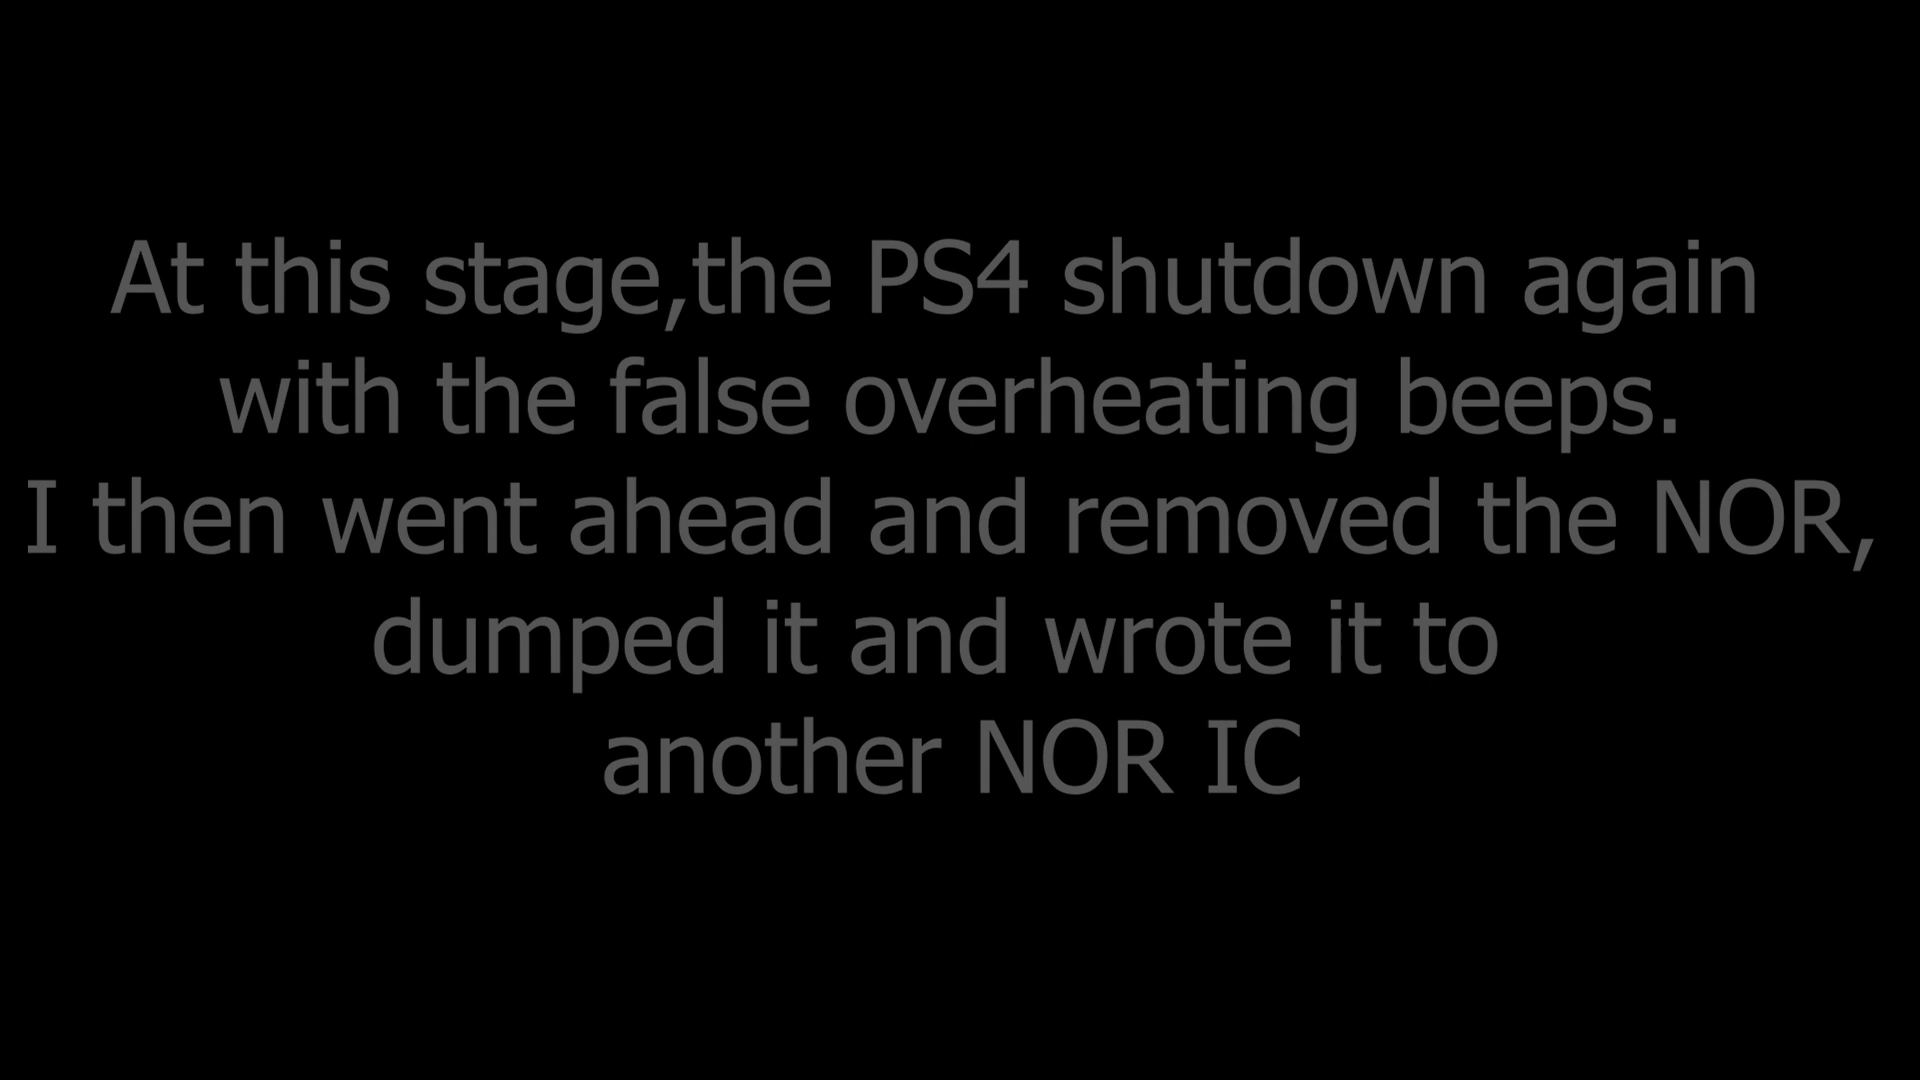 At this stage,the PS4 shutdown again
with the false overheating beeps.
I then went ahead and removed the NOR,
dumped it and wrote it to
another NOR IC